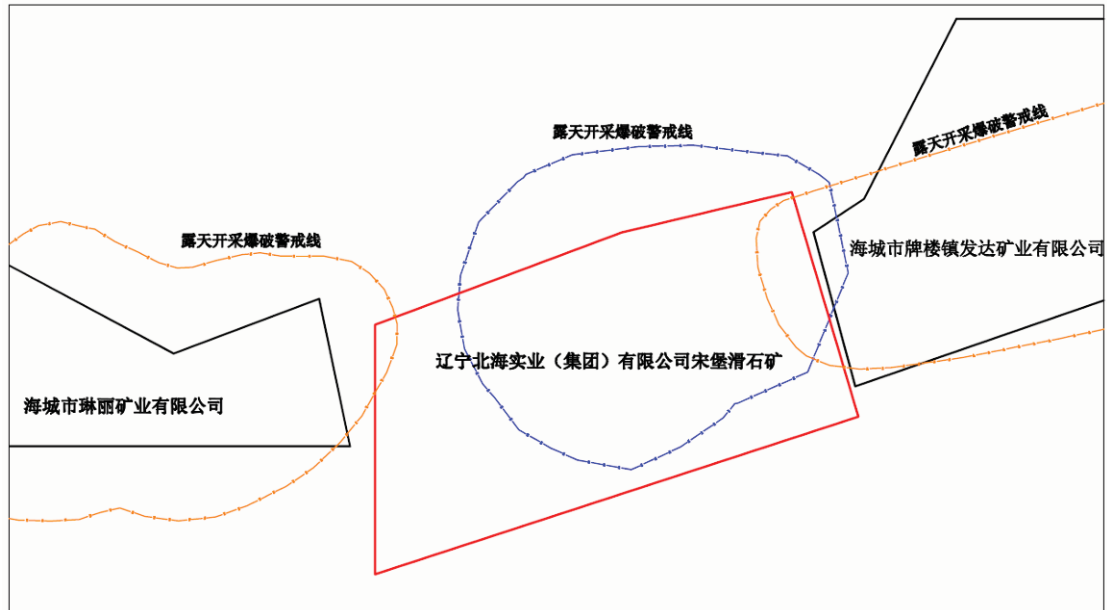 露天开采爆破警戒线
露天开采爆破警戒线
露天开采爆破警戒线
海城市牌楼镇发达矿业有限公司
辽宁北海实业（集团）有限公司宋堡滑石矿
海城市琳丽矿业有限公司